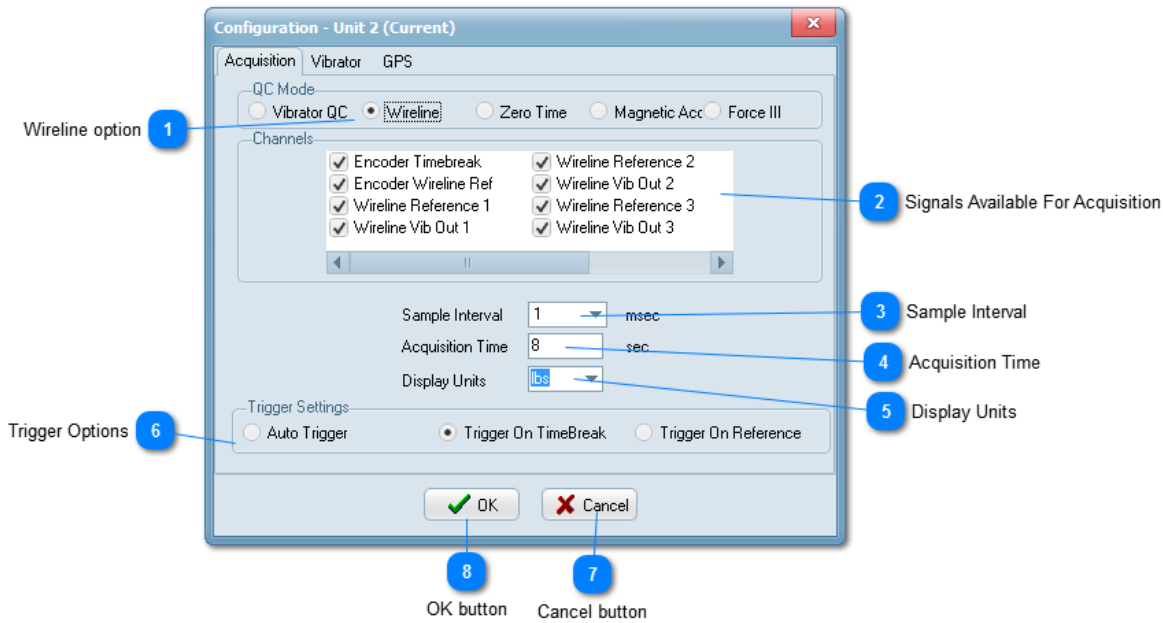 Configuration - Unit 2 (Current)
Acquisition Vibrator GPS
QC Mode
Vibrator QC Wireline Zero Time Magnetic Acc Force III
Wireline option 1
Channels
Encoder Timebreak Wireline Reference 2
Encoder Wireline Ref Wireline Vib Out 2
Wireline Reference 1 Wireline Reference 3
Wireline Vib Out 1 Wireline Vib Out 3
2 Signals Available For Acquisition
Sample Interval 1 msec
3 Sample Interval
Acquisition Time 8 sec
4 Acquisition Time
Display Units lbs
5 Display Units
Trigger Settings
Trigger Options 6
Auto Trigger Trigger On TimeBreak Trigger On Reference
OK Cancel
8 7
OK button Cancel button